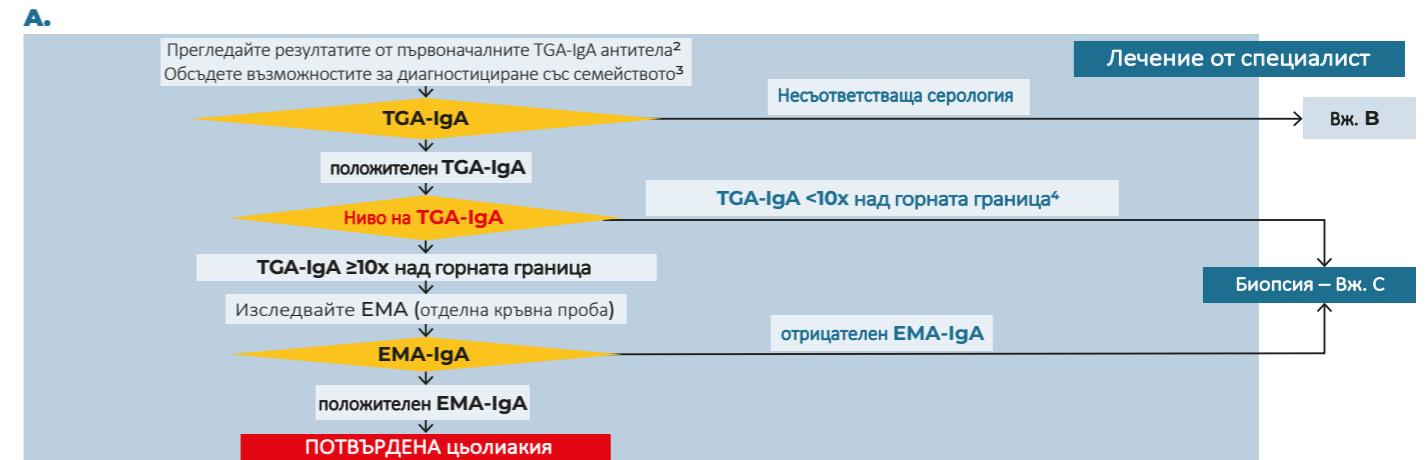 A.
Прегледайте резултатите от първоначалните TGA-IgA антитела²
Обсъдете възможностите за диагностициране със семейството³
Лечение от специалист
Несъответстваща серология
TGA-IgA
Вж. B
положителен TGA-IgA
TGA-IgA <10x над горната граница⁴
Ниво на TGA-IgA
TGA-IgA ≥10x над горната граница
Биопсия – Вж. C
Изследвайте EMA (отделна кръвна проба)
отрицателен EMA-IgA
EMA-IgA
положителен EMA-IgA
ПОТВЪРДЕНА цьолиакия